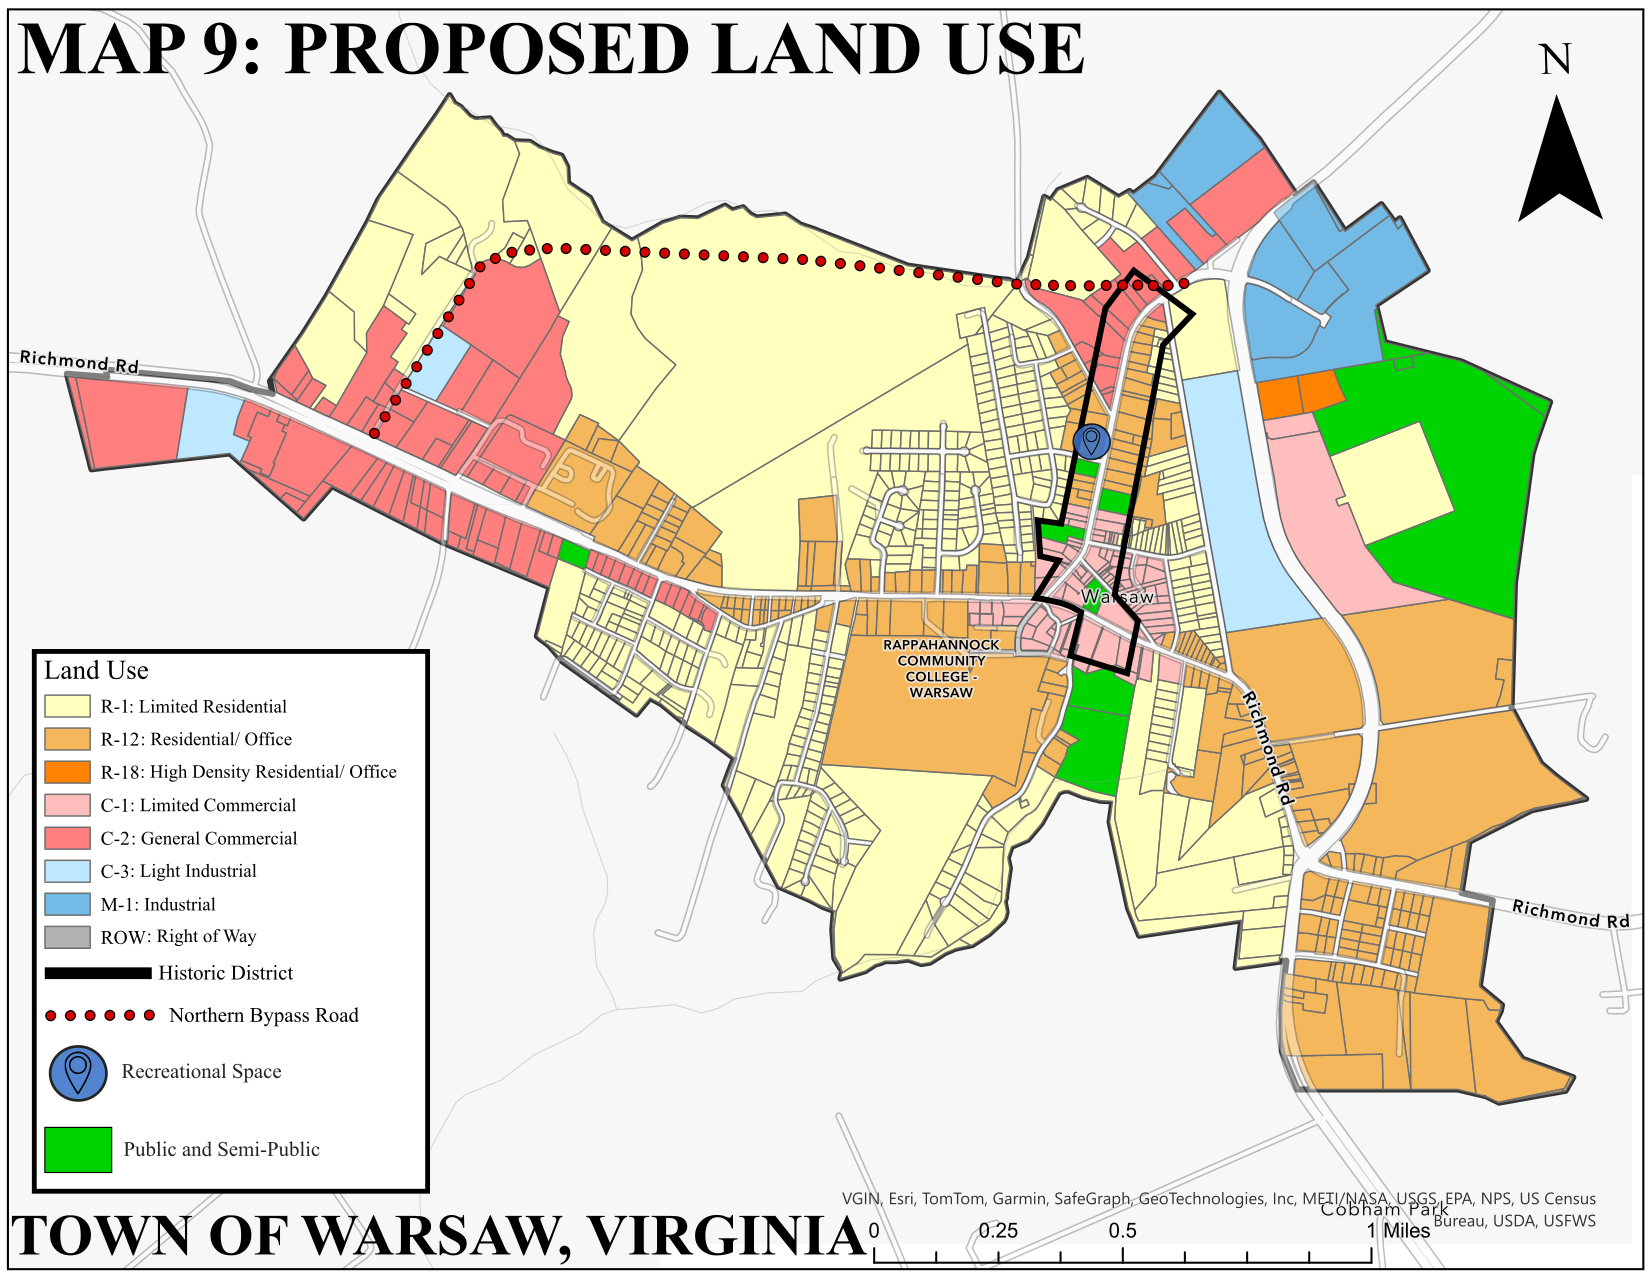 MAP 9: PROPOSED LAND USE
N
Richmond Rd
Warsaw
RAPPAHANNOCK
COMMUNITY
COLLEGE -
WARSAW
Richmond Rd
Richmond Rd
Land Use
R-1: Limited Residential
R-12: Residential/ Office
R-18: High Density Residential/ Office
C-1: Limited Commercial
C-2: General Commercial
C-3: Light Industrial
M-1: Industrial
ROW: Right of Way
Historic District
Northern Bypass Road
Recreational Space
Public and Semi-Public
VGIN, Esri, TomTom, Garmin, SafeGraph, GeoTechnologies, Inc, METI/NASA, USGS, EPA, NPS, US Census
Cobham Park
Bureau, USDA, USFWS
TOWN OF WARSAW, VIRGINIA
0 0.25 0.5 1 Miles